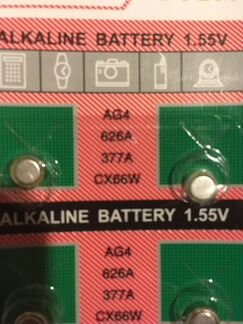 ALKALINE BATTERY 1.55V
AG4
626A
377A
CX66W
ALKALINE BATTERY 1.55V
AG4
626A
377A
CX66W